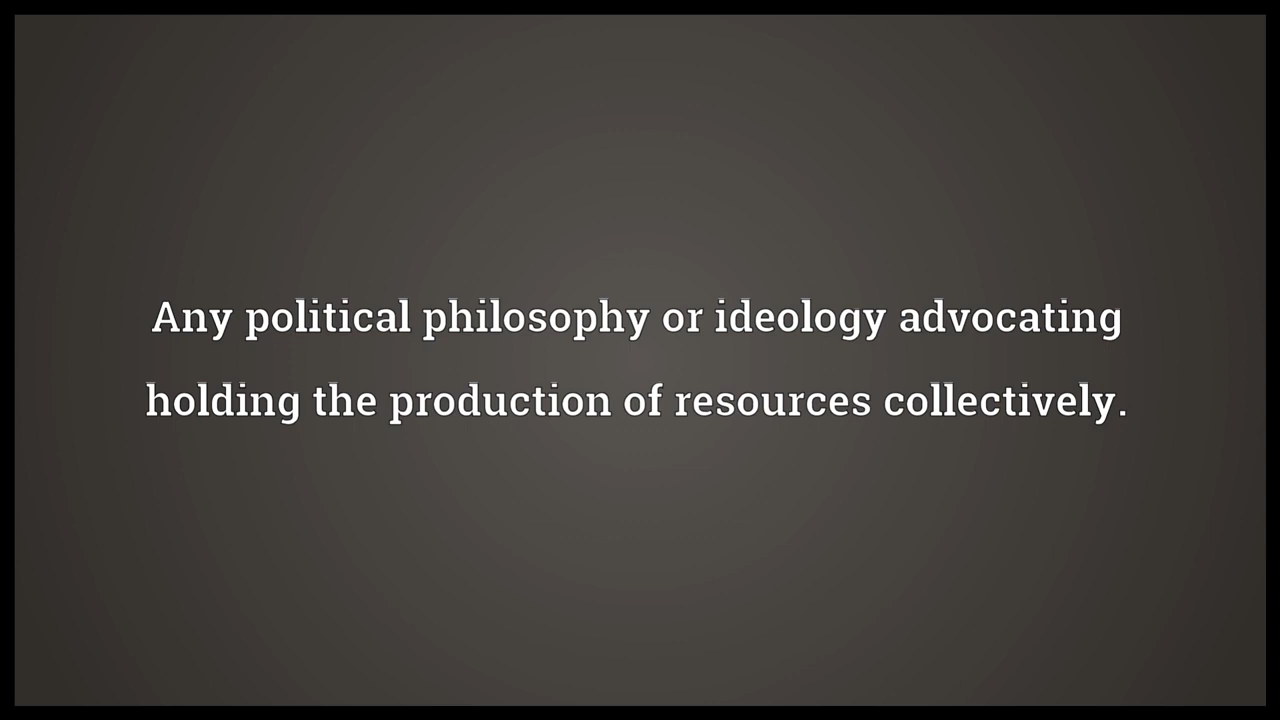 Any political philosophy or ideology advocating
holding the production of resources collectively.